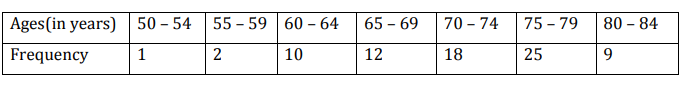 Ages(in years) 50 – 54 55 – 59 60 – 64 65 – 69 70 – 74 75 – 79 80 – 84
Frequency 1 2 10 12 18 25 9